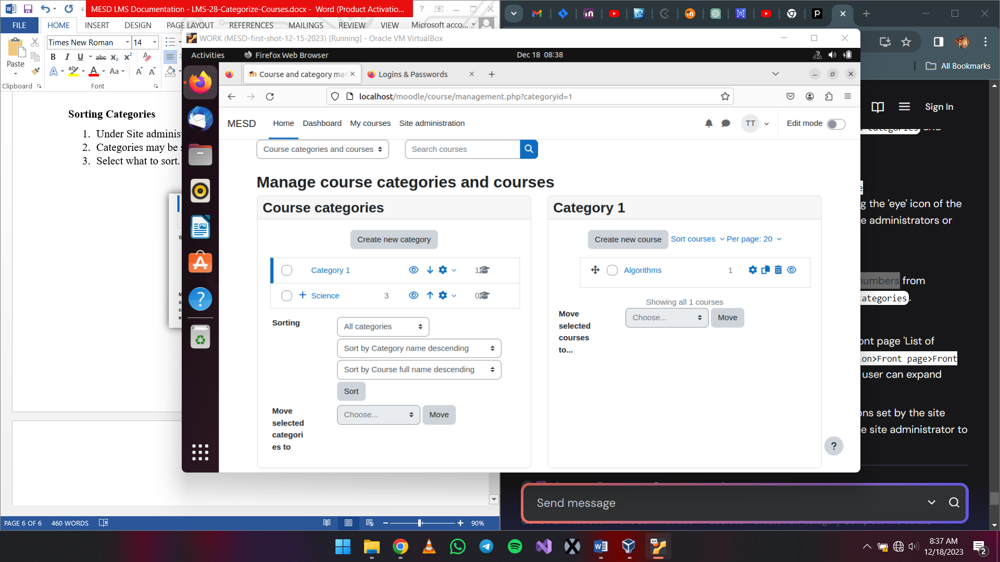 MESD LMS Documentation - LMS-28-Categorize-Courses.docx - Word (Product Activatio...
FILE HOME INSERT DESIGN PAGE LAYOUT REFERENCES MAILINGS REVIEW VIEW Microsoft acco...
Times New Roman 14
Paste
B I U abc x₂ x²
A ab A Aa A A
Clipboard Font
Sorting Categories
1. Under Site adminis
2. Categories may be
3. Select what to sort.
PAGE 6 OF 6 460 WORDS 90%
WORK (MESD-first-shot-12-15-2023) [Running] - Oracle VM VirtualBox
Activities Firefox Web Browser Dec 18 08:38
Course and category mar Logins & Passwords
localhost/moodle/course/management.php?categoryid=1
MESD Home Dashboard My courses Site administration TT Edit mode
Course categories and courses Search courses
Manage course categories and courses
Course categories
Create new category
Category 1 1
Science 3 0
Sorting All categories
Sort by Category name descending
Sort by Course full name descending
Sort
Move selected categori es to Choose... Move
Category 1
Create new course Sort courses Per page: 20
Algorithms 1
Showing all 1 courses
Move selected courses to... Choose... Move
?
All Bookmarks
Sign In
g the 'eye' icon of the
e administrators or
numbers from
categories.
ont page 'List of
on>Front page>Front
user can expand
ons set by the site
e site administrator to
Send message
8:37 AM
12/18/2023
2